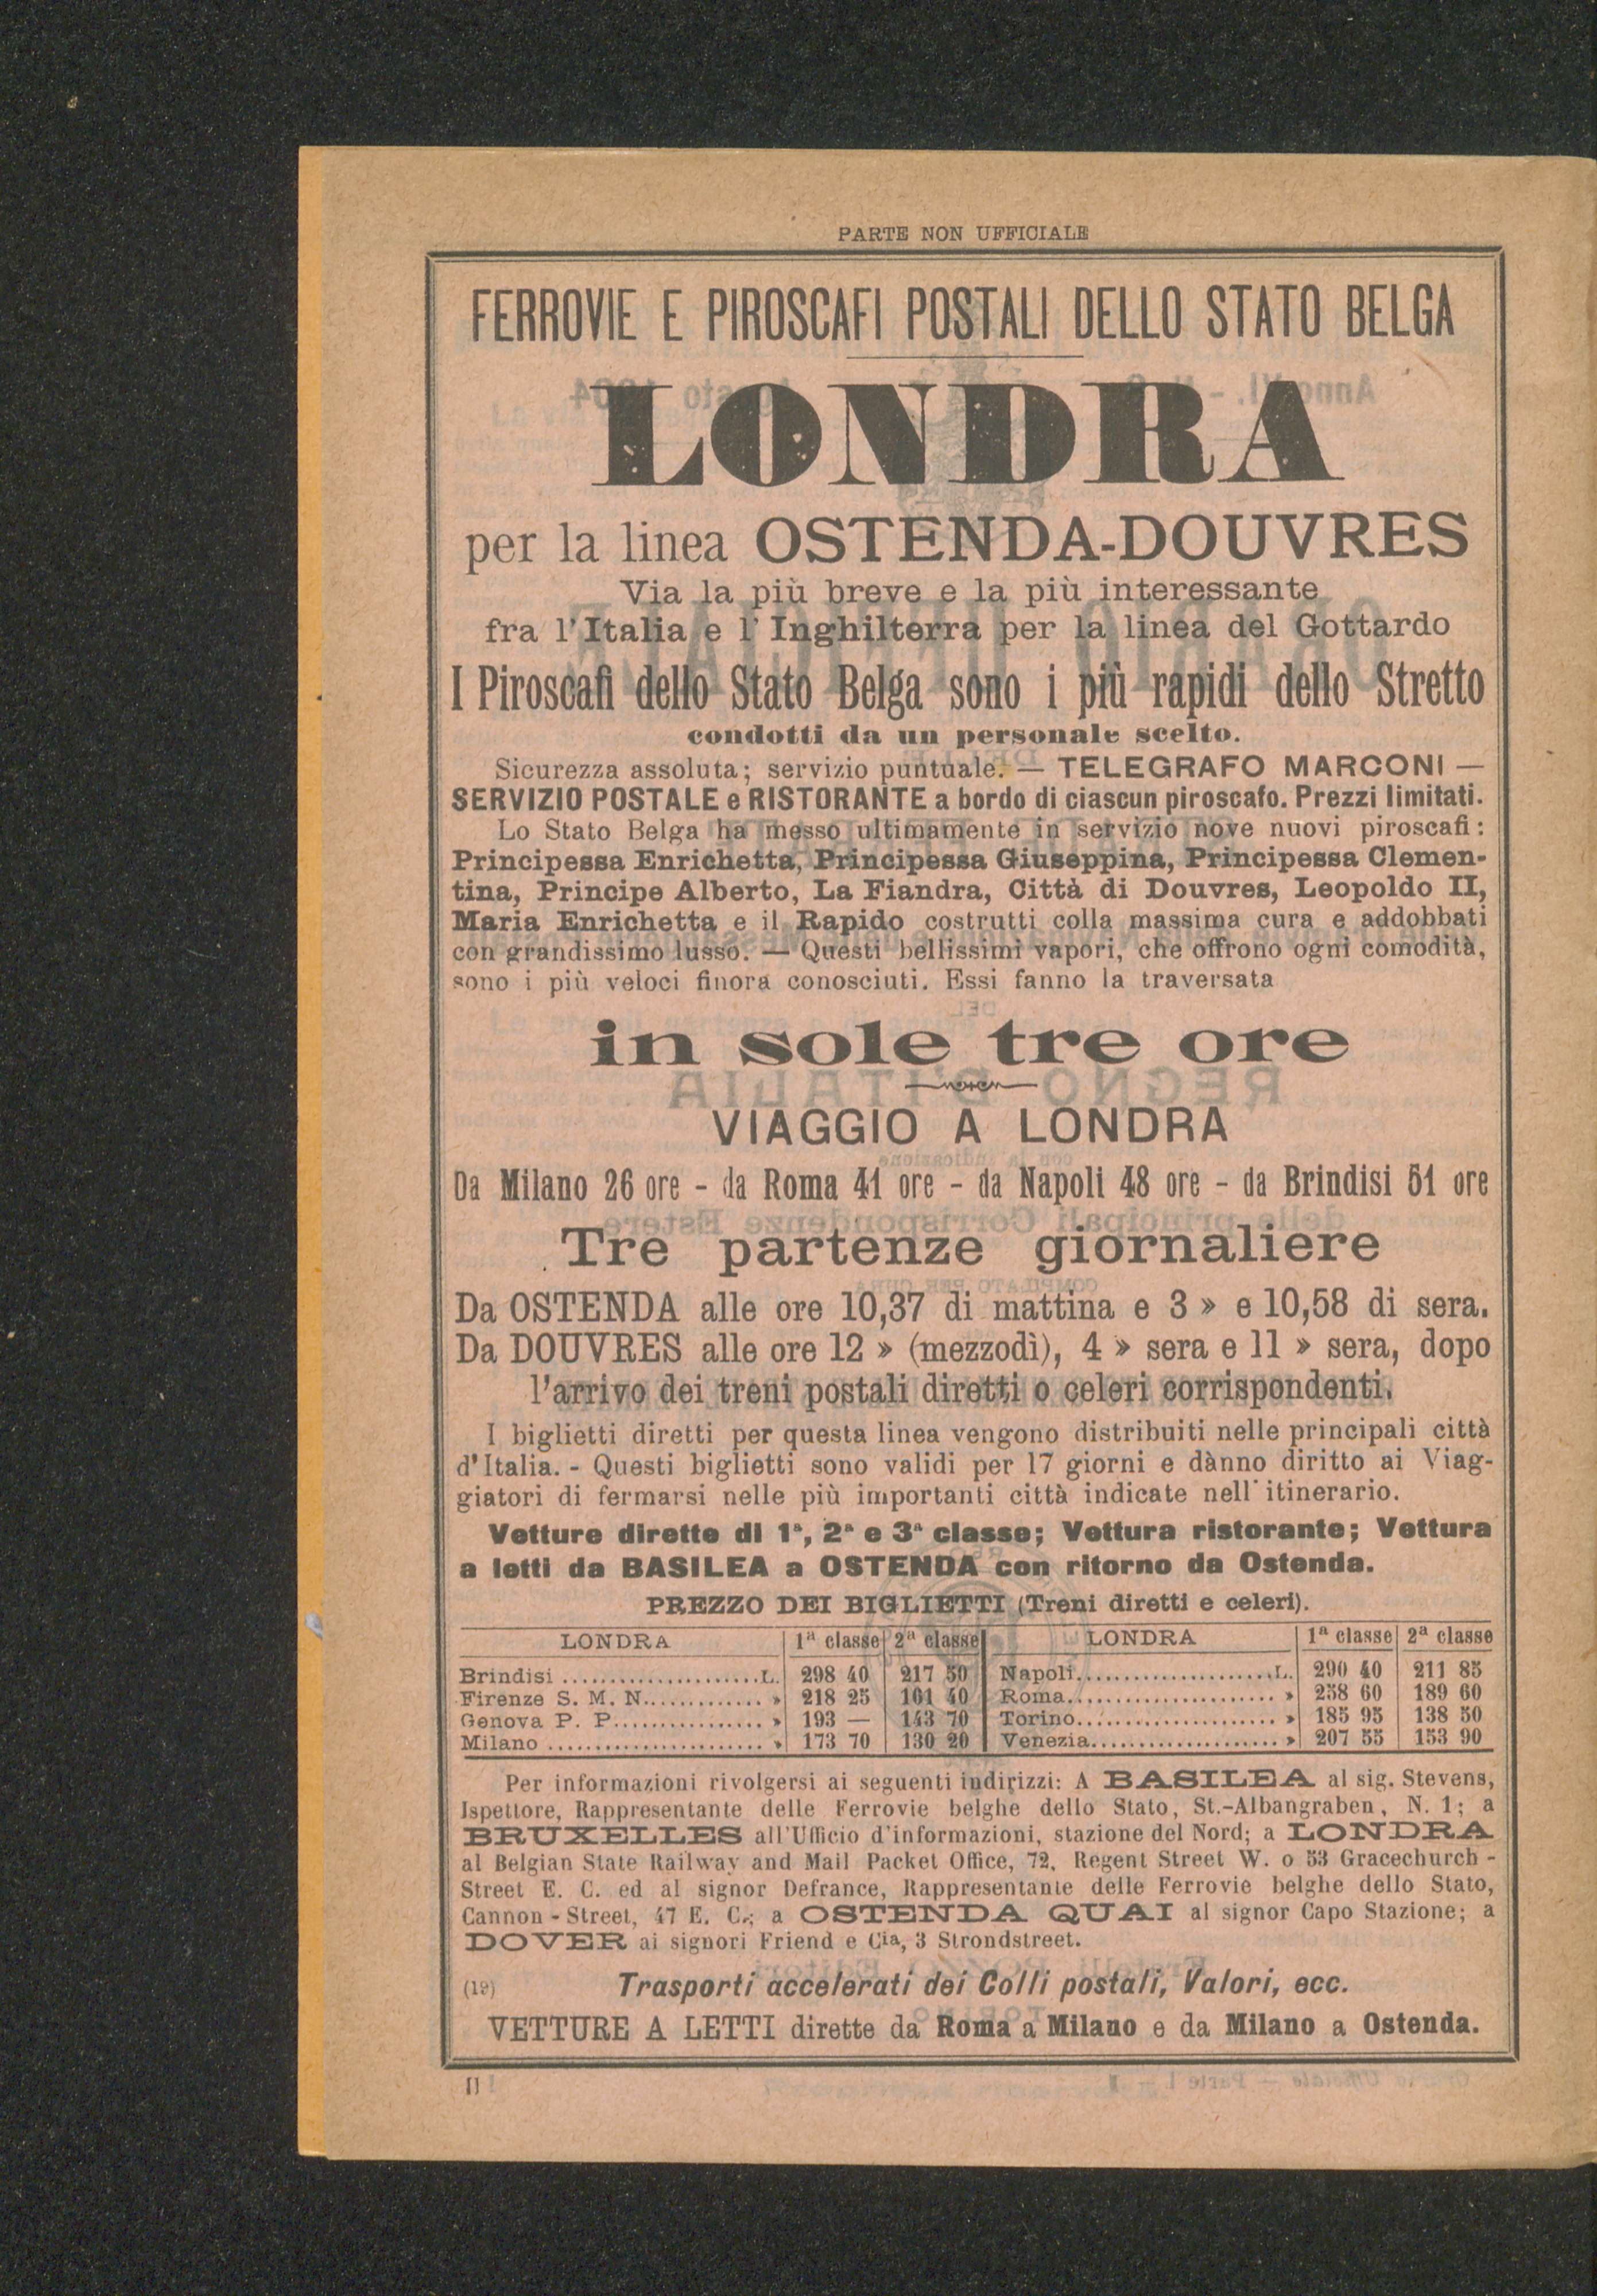 PARTE NON UFFICIALE
FERROVIE E PIROSCAFI POSTALI DELLO STATO BELGA
LONDRA
per la linea OSTENDA-DOUVRES
Via la più breve e la più interessante
fra l'Italia e l'Inghilterra per la linea del Gottardo
I Piroscafi dello Stato Belga sono i più rapidi dello Stretto
condotti da un personale scelto.
Sicurezza assoluta; servizio puntuale. — TELEGRAFO MARCONI —
SERVIZIO POSTALE e RISTORANTE a bordo di ciascun piroscafo. Prezzi limitati.
Lo Stato Belga ha messo ultimamente in servizio nove nuovi piroscafi:
Principessa Enrichetta, Principessa Giuseppina, Principessa Clemen-
tina, Principe Alberto, La Fiandra, Città di Douvres, Leopoldo II,
Maria Enrichetta e il Rapido costrutti colla massima cura e addobbati
con grandissimo lusso. — Questi bellissimi vapori, che offrono ogni comodità,
sono i più veloci finora conosciuti. Essi fanno la traversata
in sole tre ore
VIAGGIO A LONDRA
Da Milano 26 ore - da Roma 41 ore - da Napoli 48 ore - da Brindisi 51 ore
Tre partenze giornaliere
Da OSTENDA alle ore 10,37 di mattina e 3 » e 10,58 di sera.
Da DOUVRES alle ore 12 » (mezzodì), 4 » sera e 11 » sera, dopo
l'arrivo dei treni postali diretti o celeri corrispondenti.
I biglietti diretti per questa linea vengono distribuiti nelle principali città
d'Italia. - Questi biglietti sono validi per 17 giorni e dànno diritto ai Viag-
giatori di fermarsi nelle più importanti città indicate nell'itinerario.
Vetture dirette di 1ª, 2ª e 3ª classe; Vettura ristorante; Vettura
a letti da BASILEA a OSTENDA con ritorno da Ostenda.
PREZZO DEI BIGLIETTI (Treni diretti e celeri).
LONDRA 1ª classe 2ª classe LONDRA 1ª classe 2ª classe
Brindisi .....................L. 298 40 217 50 Napoli.....................L. 290 40 211 85
Firenze S. M. N............. » 218 25 161 40 Roma...................... » 258 60 189 60
Genova P. P................ » 193 — 143 70 Torino..................... » 185 95 138 50
Milano ....................... » 173 70 130 20 Venezia.................... » 207 55 153 90
Per informazioni rivolgersi ai seguenti indirizzi: A BASILEA al sig. Stevens,
Ispettore, Rappresentante delle Ferrovie belghe dello Stato, St.-Albangraben, N. 1; a
BRUXELLES all'Ufficio d'informazioni, stazione del Nord; a LONDRA
al Belgian State Railway and Mail Packet Office, 72, Regent Street W. o 53 Gracechurch -
Street E. C. ed al signor Defrance, Rappresentante delle Ferrovie belghe dello Stato,
Cannon - Street, 47 E. C.; a OSTENDA QUAI al signor Capo Stazione; a
DOVER ai signori Friend e Cia, 3 Strondstreet.
(19) Trasporti accelerati dei Colli postali, Valori, ecc.
VETTURE A LETTI dirette da Roma a Milano e da Milano a Ostenda.